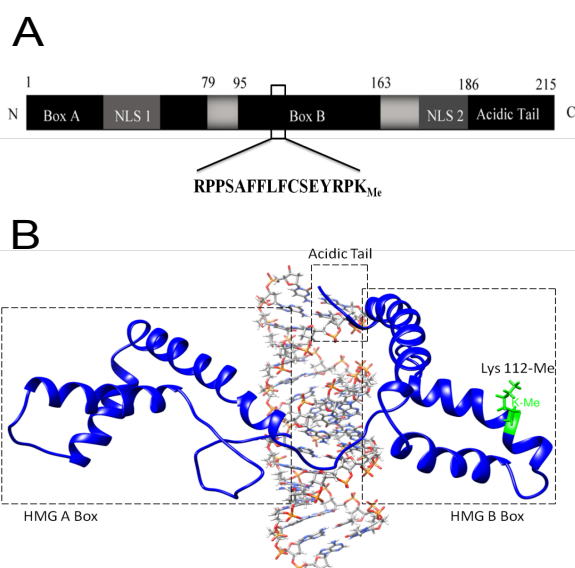 A
1 79 95 163 186 215
N Box A NLS 1 Box B NLS 2 Acidic Tail C
RPPSAFFLFCSEYRPKMe
B
Acidic Tail
Lys 112-Me
K-Me
HMG A Box HMG B Box